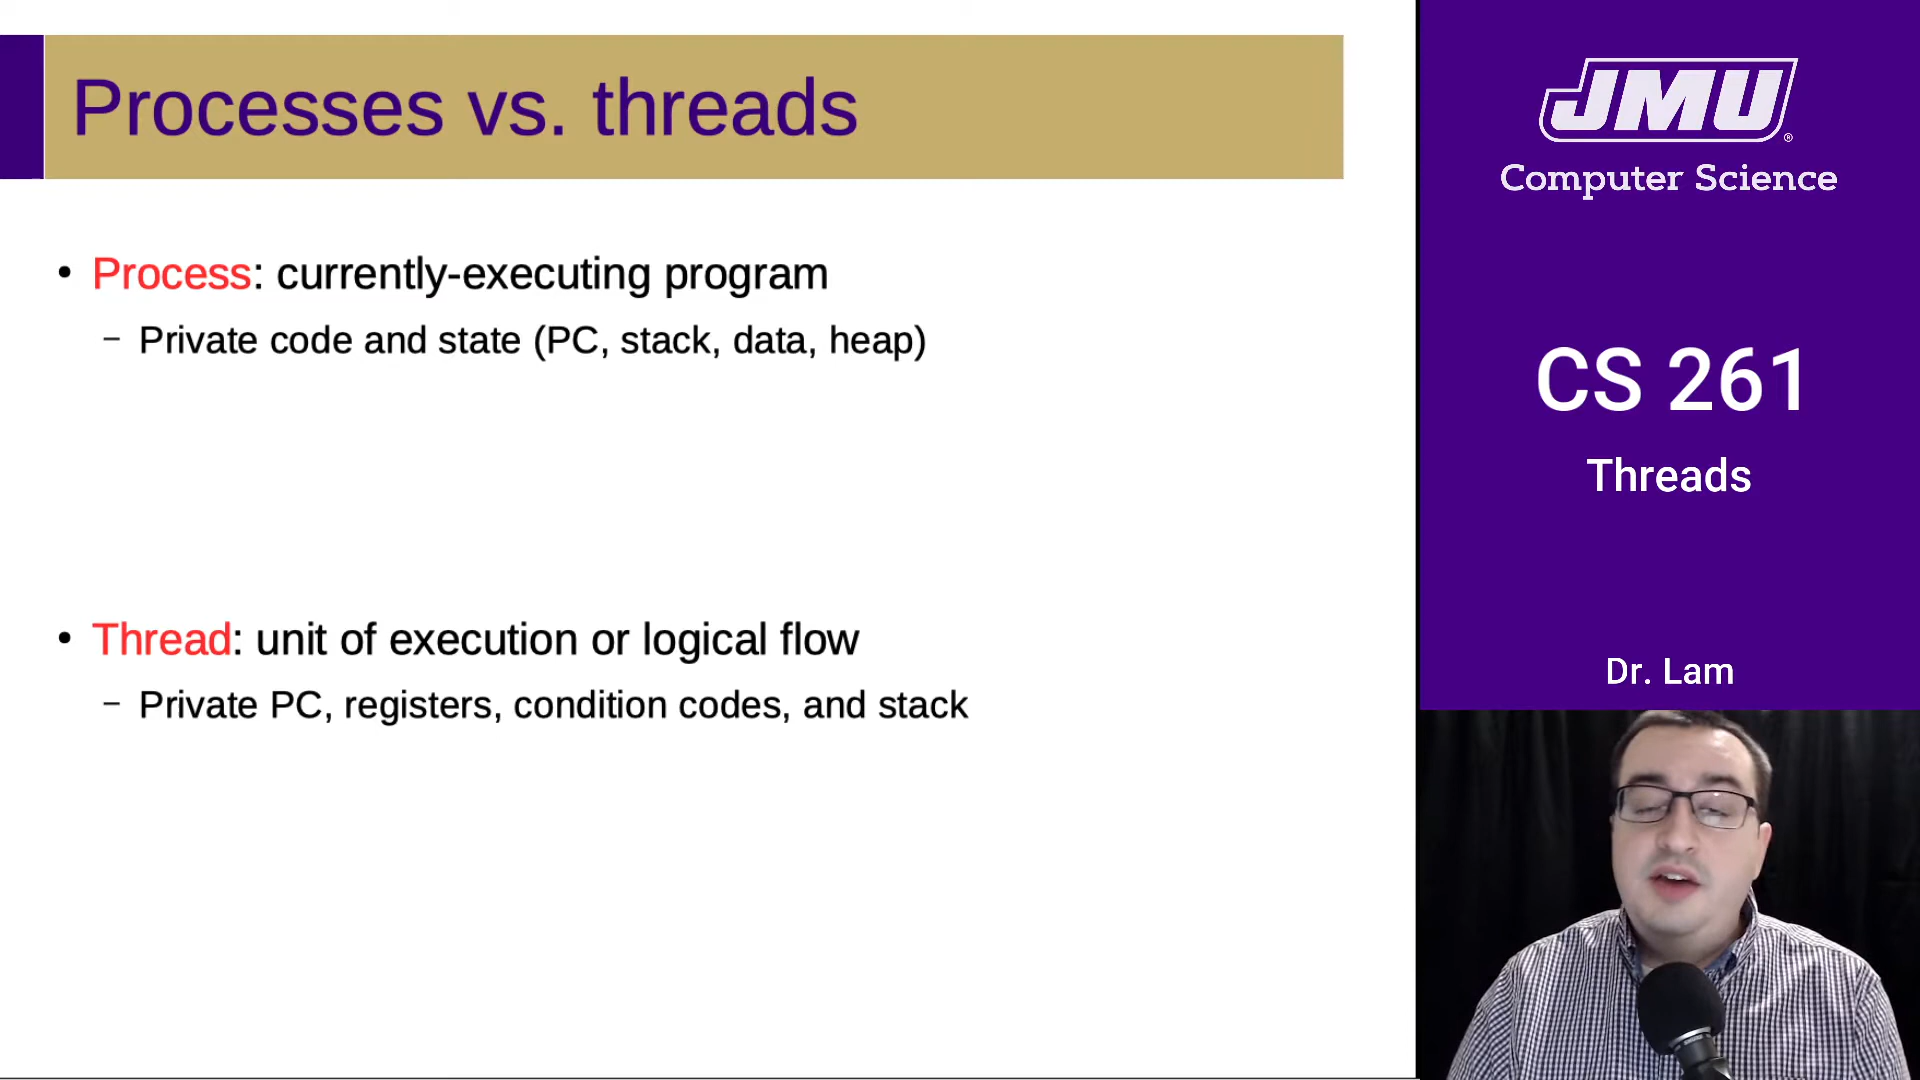 Processes vs. threads
• Process: currently-executing program
– Private code and state (PC, stack, data, heap)
• Thread: unit of execution or logical flow
– Private PC, registers, condition codes, and stack
JMU®
Computer Science
CS 261
Threads
Dr. Lam